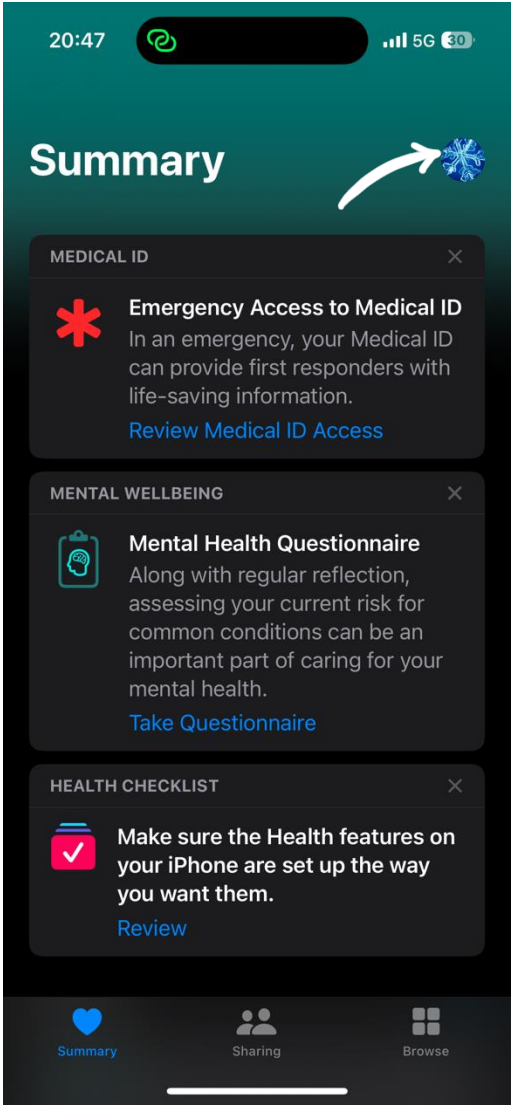 20:47 5G 30
Summary
MEDICAL ID
Emergency Access to Medical ID
In an emergency, your Medical ID
can provide first responders with
life-saving information.
Review Medical ID Access
MENTAL WELLBEING
Mental Health Questionnaire
Along with regular reflection,
assessing your current risk for
common conditions can be an
important part of caring for your
mental health.
Take Questionnaire
HEALTH CHECKLIST
Make sure the Health features on
your iPhone are set up the way
you want them.
Review
Summary Sharing Browse